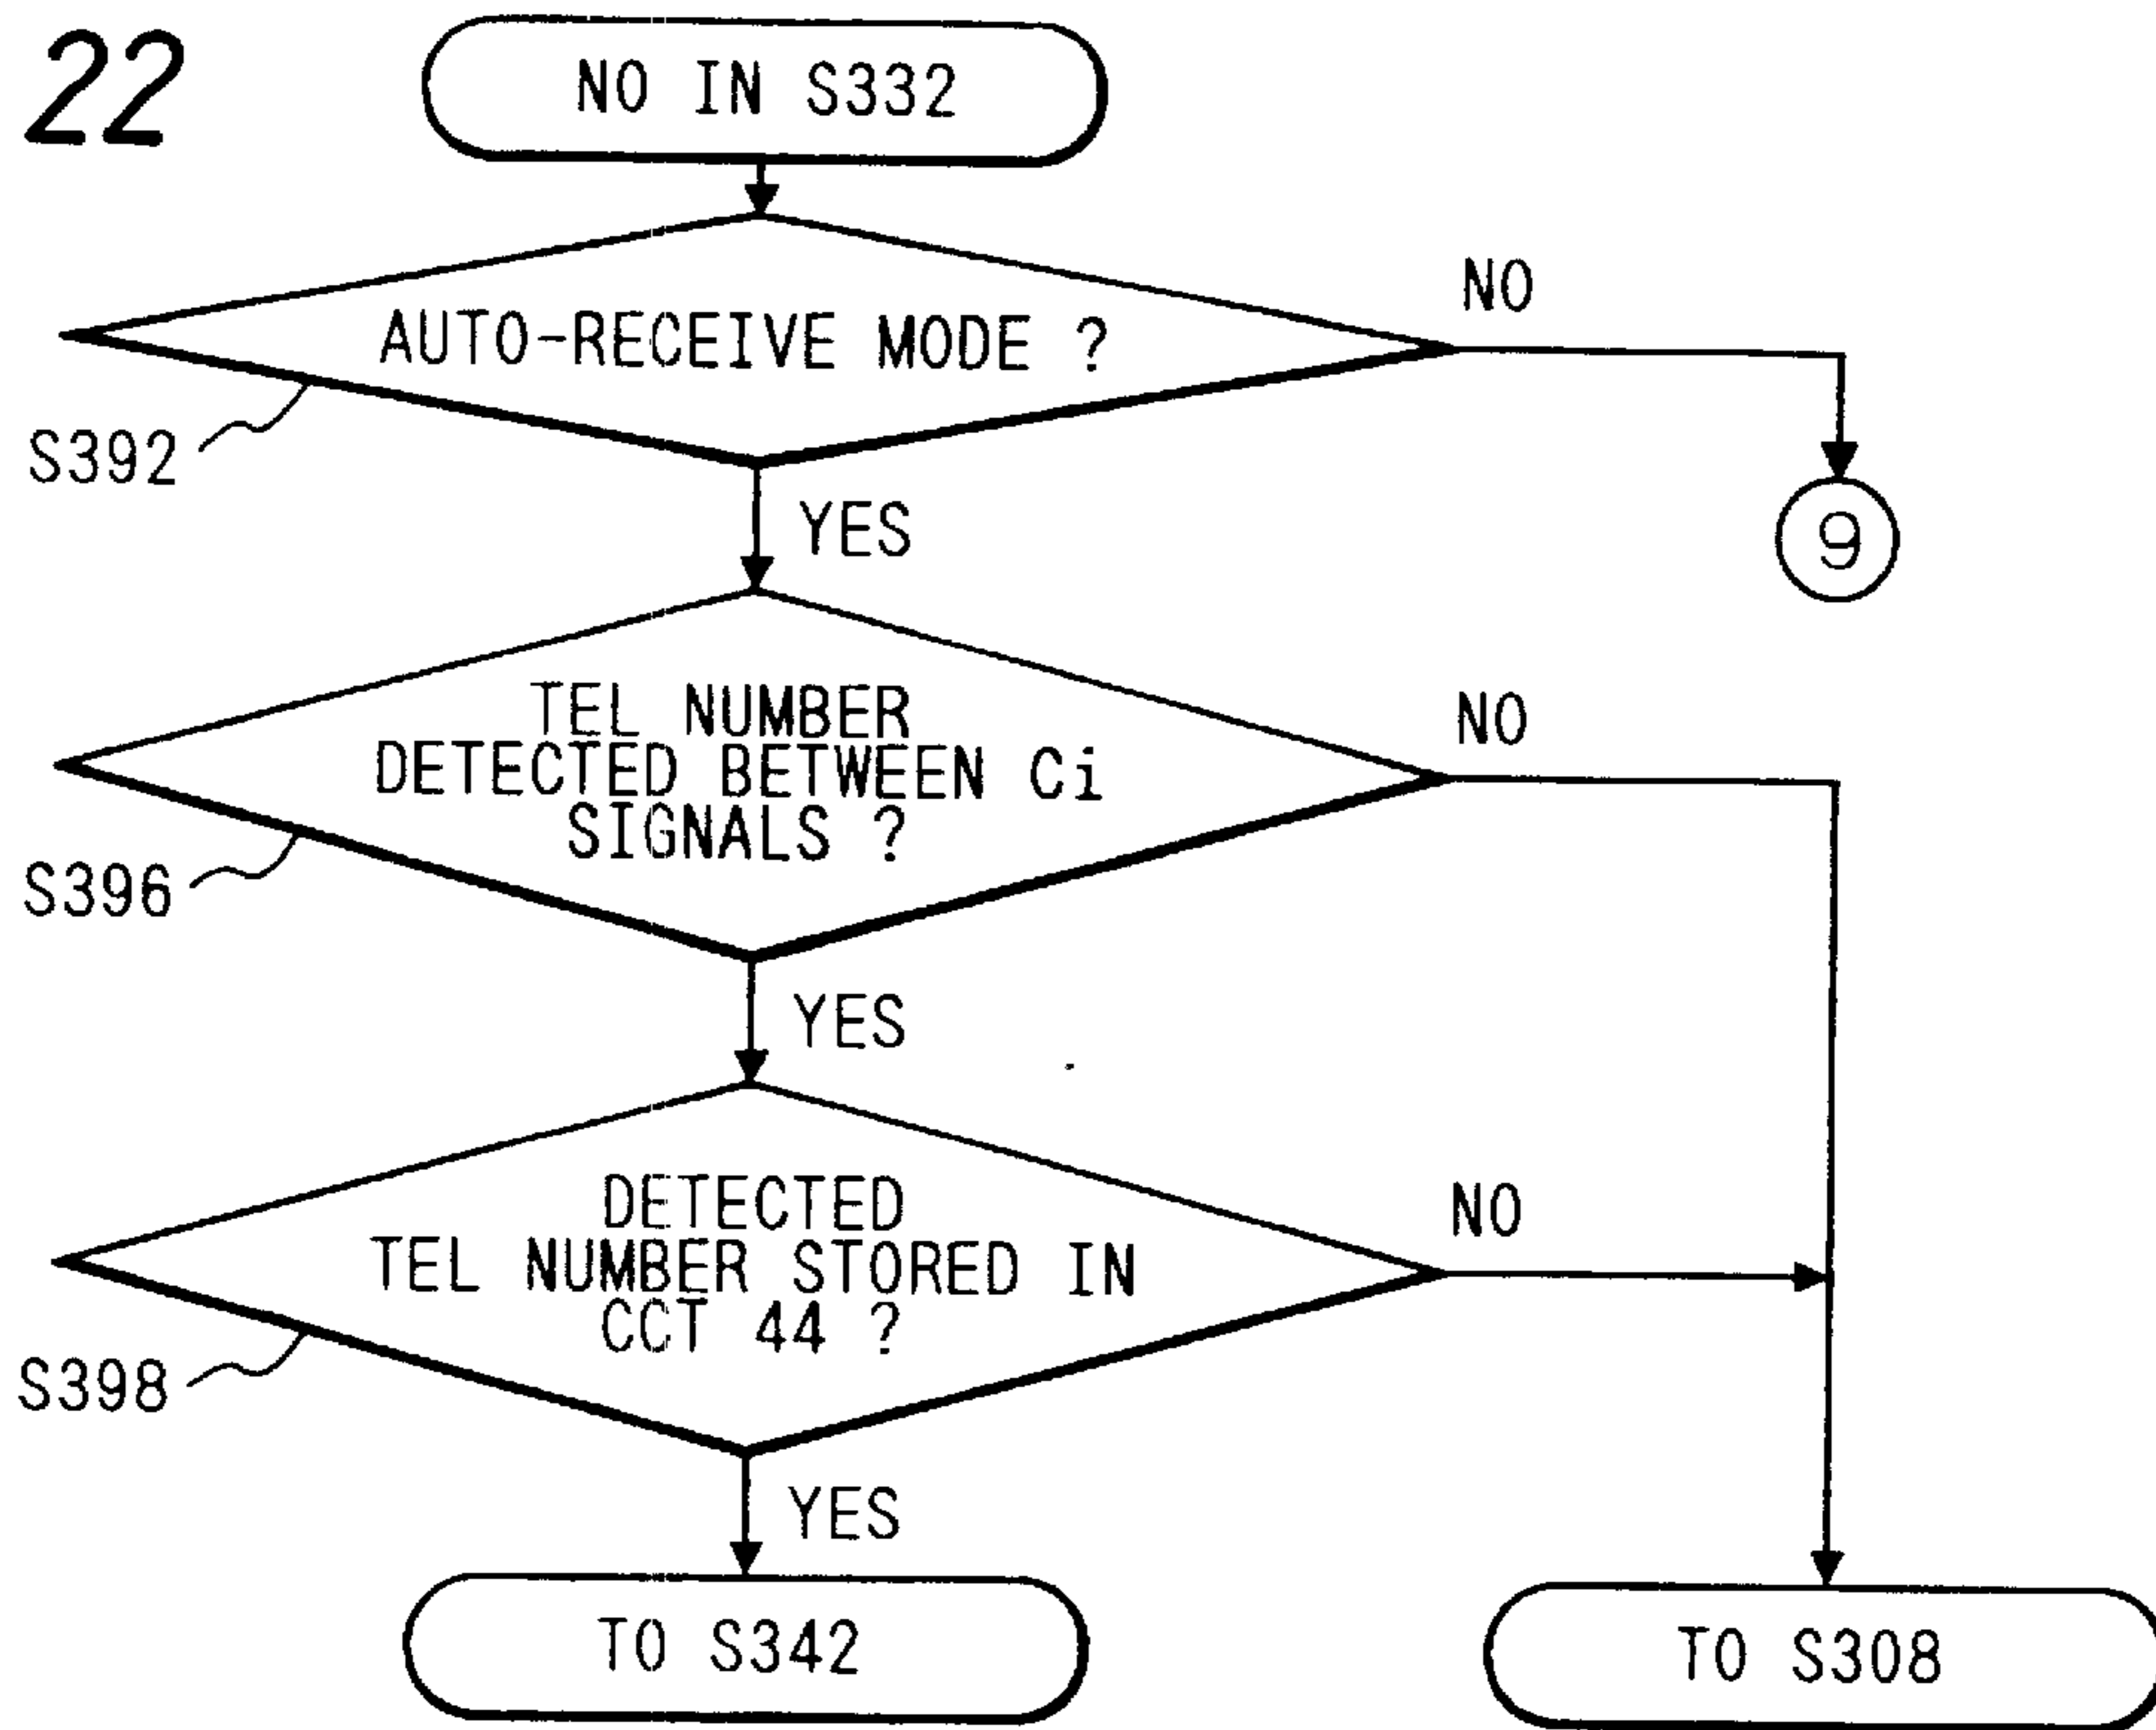 22
NO IN S332
AUTO-RECEIVE MODE ?
NO
S392
YES
9
TEL NUMBER
DETECTED BETWEEN Ci
SIGNALS ?
NO
S396
YES
DETECTED
TEL NUMBER STORED IN
CCT 44 ?
NO
S398
YES
TO S342
TO S308